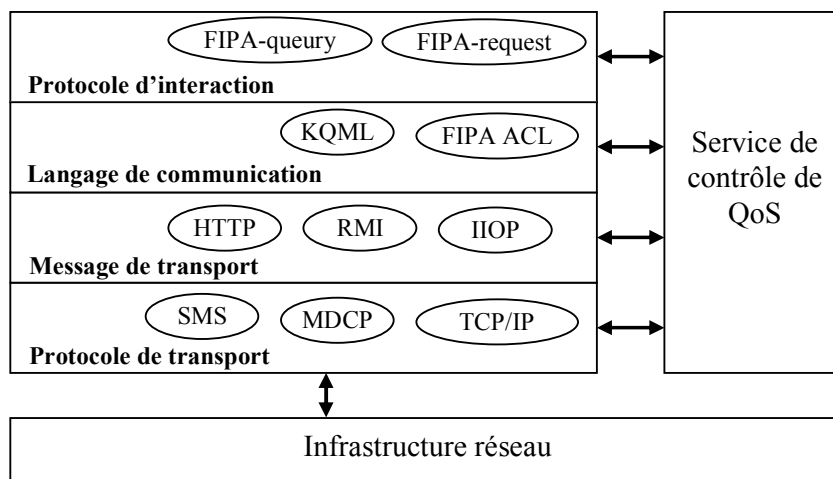 FIPA-queury FIPA-request
Protocole d'interaction
KQML FIPA ACL
Langage de communication
HTTP RMI IIOP
Message de transport
SMS MDCP TCP/IP
Protocole de transport
Service de
contrôle de
QoS
Infrastructure réseau